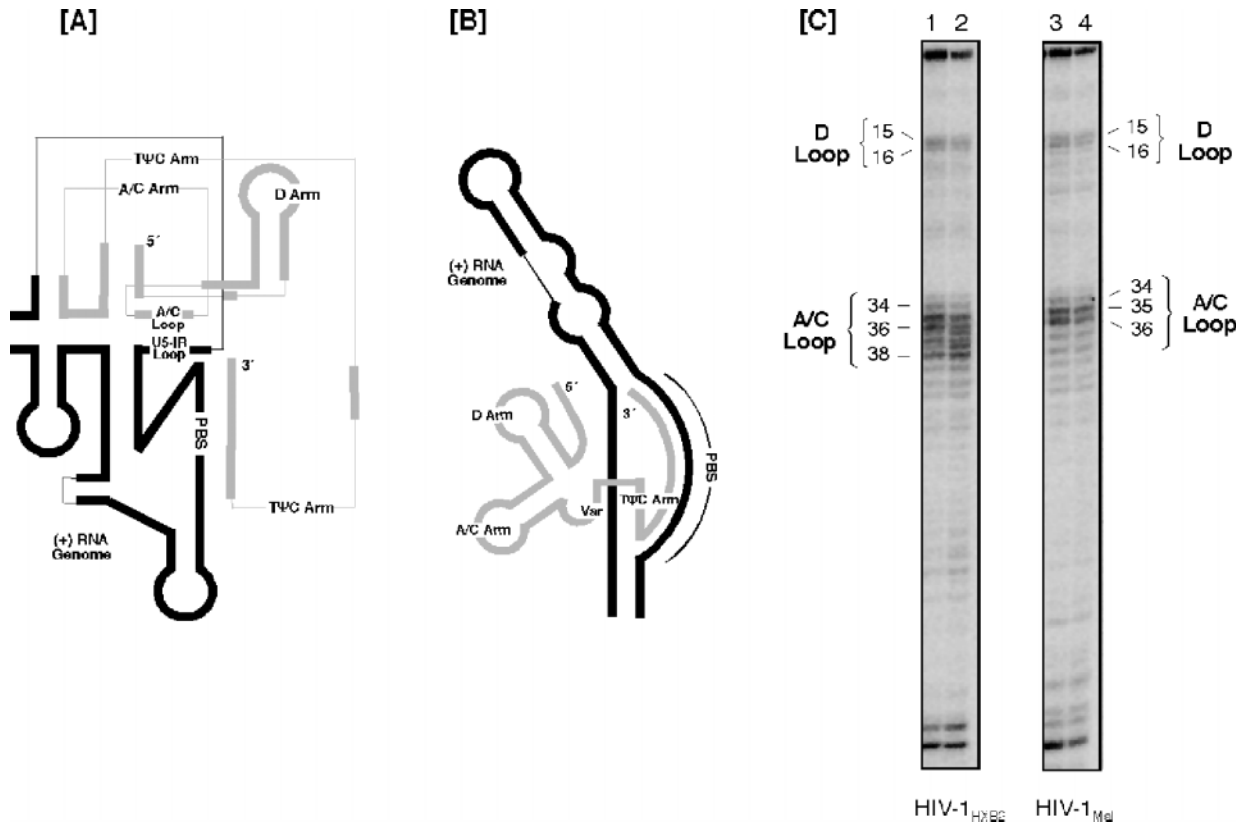 [A]
TΨC Arm
A/C Arm
D Arm
5´
A/C
Loop
U5-IR
Loop
3´
PBS
TΨC Arm
(+) RNA
Genome
[B]
(+) RNA
Genome
5´
D Arm
3´
PBS
Var
TΨC Arm
A/C Arm
[C]
1 2
3 4
D
Loop
15
16
15
16
D
Loop
A/C
Loop
34
36
38
34
35
36
A/C
Loop
HIV-1HXB2
HIV-1Mal